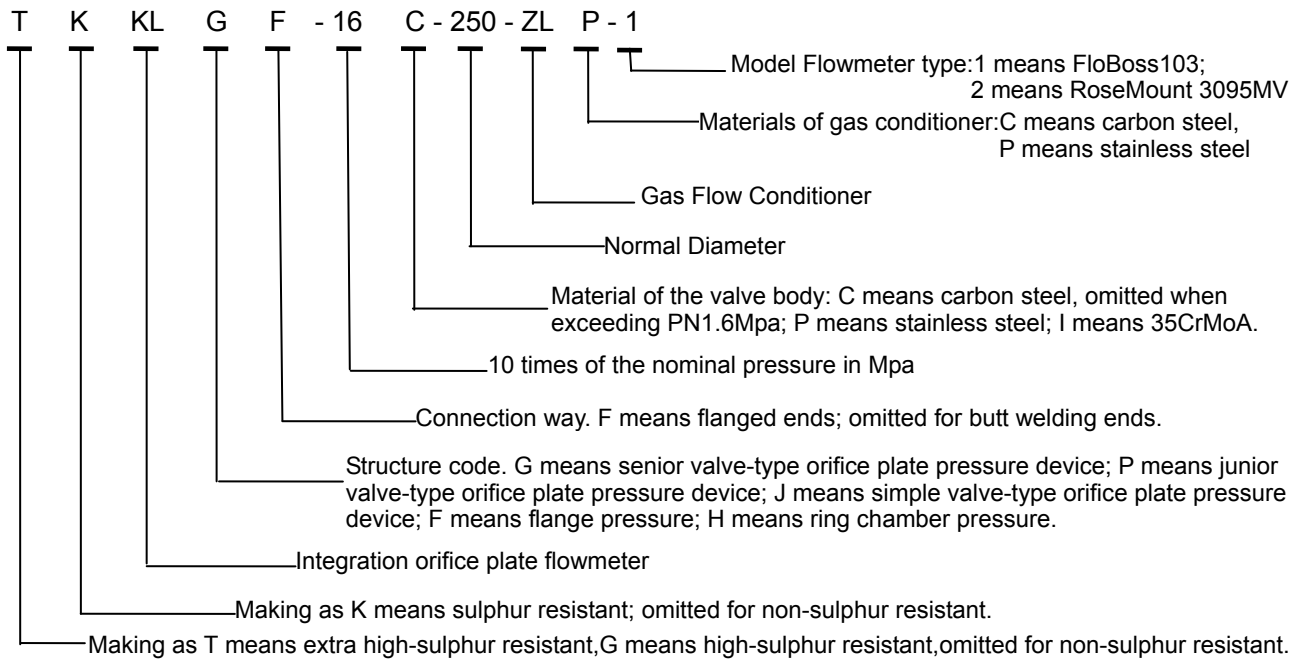 T K KL G F - 16 C - 250 - ZL P - 1
Model Flowmeter type:1 means FloBoss103;
2 means RoseMount 3095MV
Materials of gas conditioner:C means carbon steel,
P means stainless steel
Gas Flow Conditioner
Normal Diameter
Material of the valve body: C means carbon steel, omitted when
exceeding PN1.6Mpa; P means stainless steel; I means 35CrMoA.
10 times of the nominal pressure in Mpa
Connection way. F means flanged ends; omitted for butt welding ends.
Structure code. G means senior valve-type orifice plate pressure device; P means junior
valve-type orifice plate pressure device; J means simple valve-type orifice plate pressure
device; F means flange pressure; H means ring chamber pressure.
Integration orifice plate flowmeter
Making as K means sulphur resistant; omitted for non-sulphur resistant.
Making as T means extra high-sulphur resistant,G means high-sulphur resistant,omitted for non-sulphur resistant.